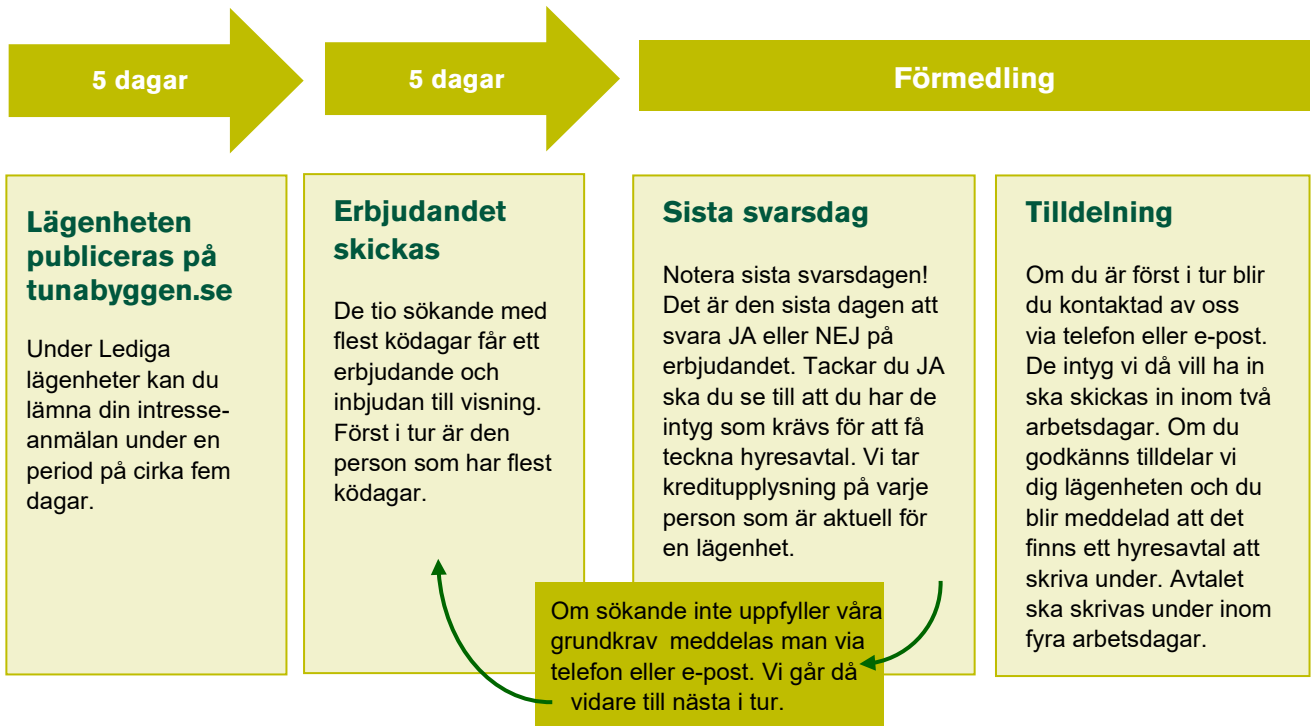 5 dagar
5 dagar
Förmedling
Lägenheten
publiceras på
tunabyggen.se
Under Lediga
lägenheter kan du
lämna din intresse-
anmälan under en
period på cirka fem
dagar.
Erbjudandet
skickas
De tio sökande med
flest ködagar får ett
erbjudande och
inbjudan till visning.
Först i tur är den
person som har flest
ködagar.
Sista svarsdag
Notera sista svarsdagen!
Det är den sista dagen att
svara JA eller NEJ på
erbjudandet. Tackar du JA
ska du se till att du har de
intyg som krävs för att få
teckna hyresavtal. Vi tar
kreditupplysning på varje
person som är aktuell för
en lägenhet.
Om sökande inte uppfyller våra
grundkrav meddelas man via
telefon eller e-post. Vi går då
vidare till nästa i tur.
Tilldelning
Om du är först i tur blir
du kontaktad av oss
via telefon eller e-post.
De intyg vi då vill ha in
ska skickas in inom två
arbetsdagar. Om du
godkänns tilldelar vi
dig lägenheten och du
blir meddelad att det
finns ett hyresavtal att
skriva under. Avtalet
ska skrivas under inom
fyra arbetsdagar.